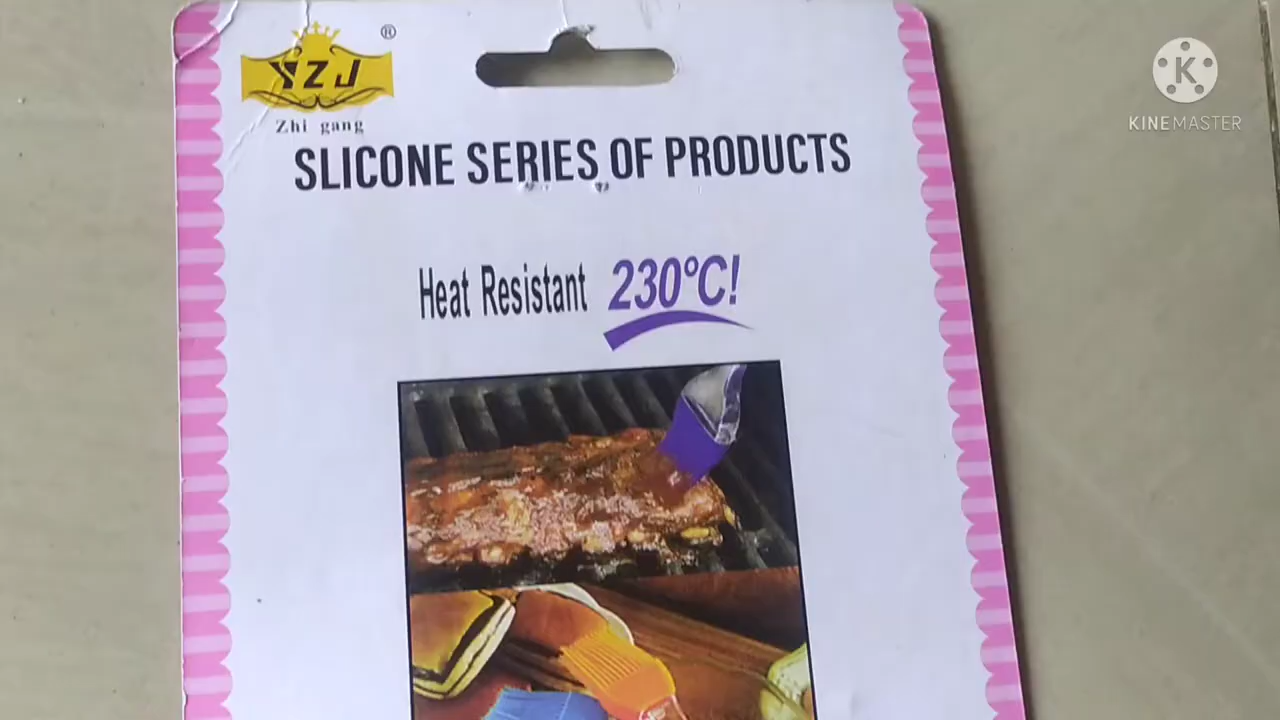 YZJ ®
Zhi gang
SLICONE SERIES OF PRODUCTS
Heat Resistant 230°C!
K
KINEMASTER